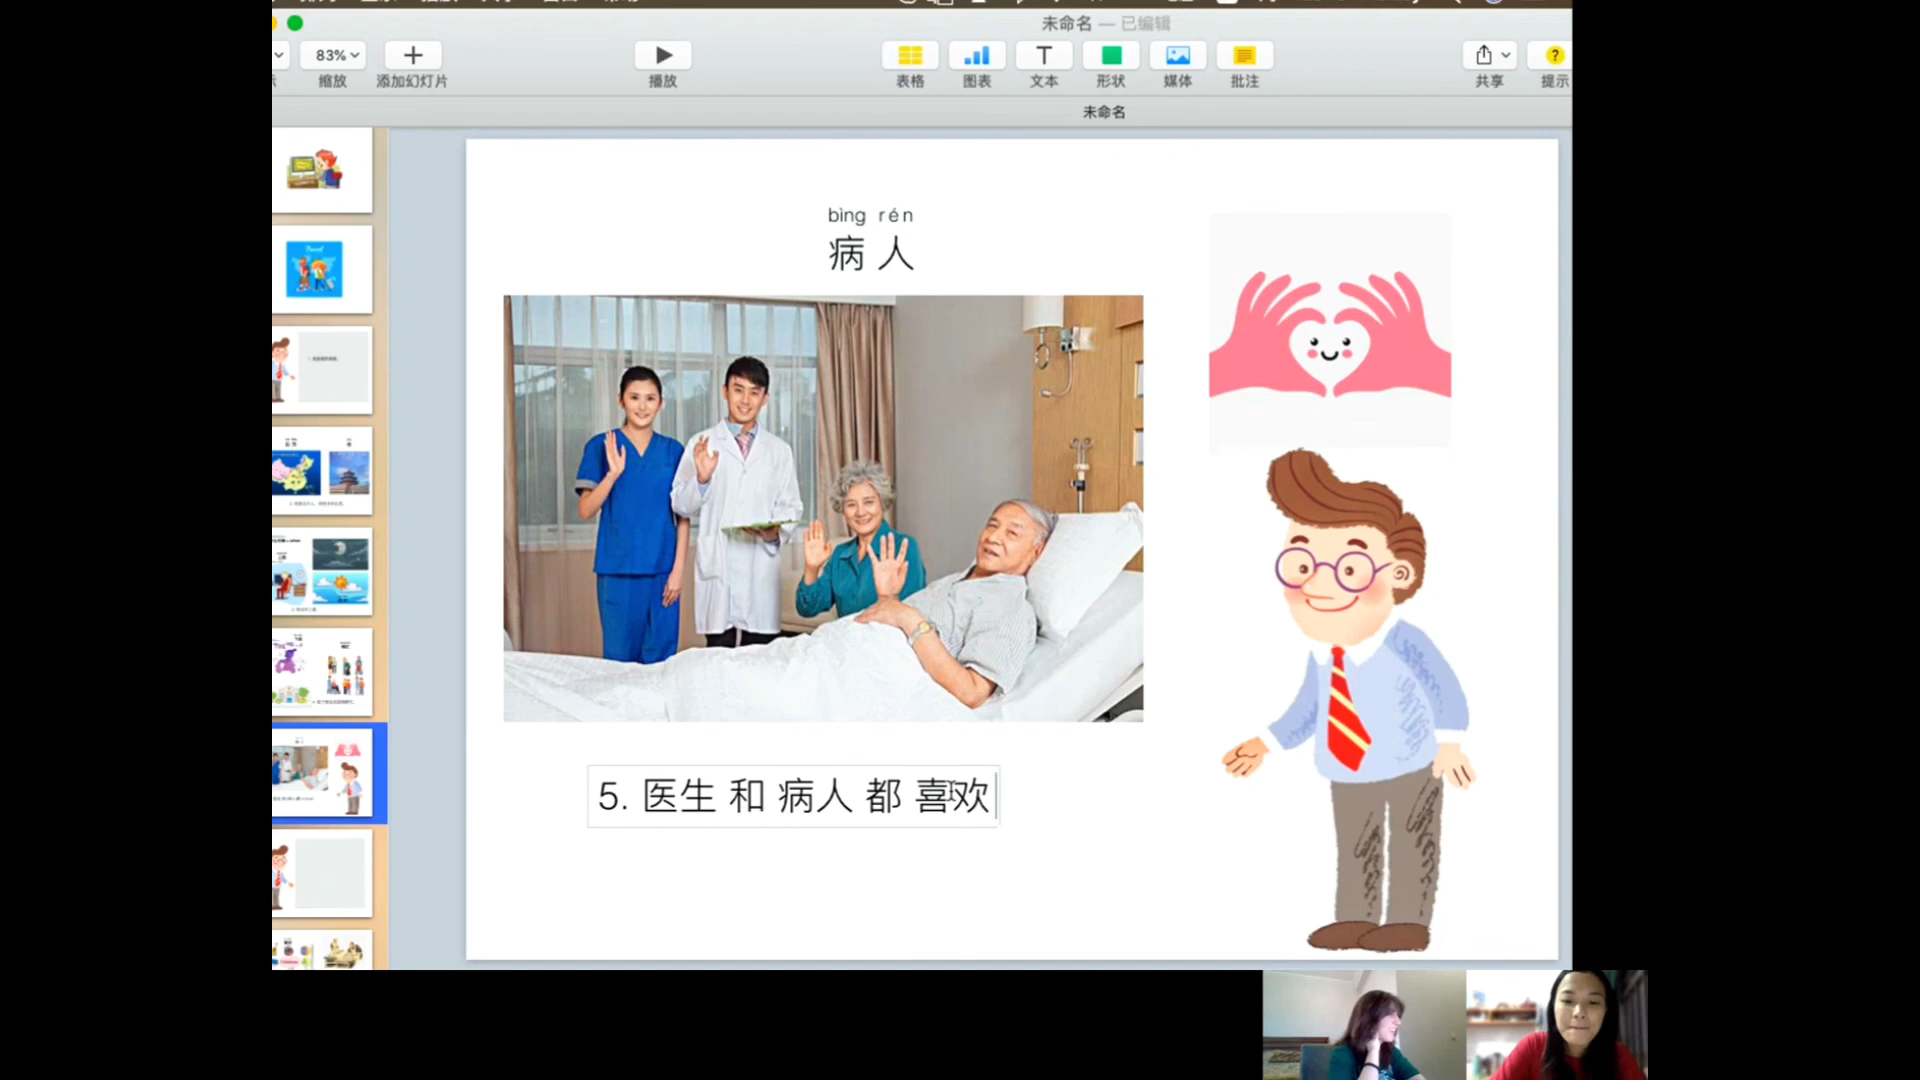 未命名 — 已编辑
83%
缩放
添加幻灯片
播放
表格
图表
文本
形状
媒体
批注
共享
提示
未命名
bìng rén
病人
5. 医生 和 病人 都 喜欢